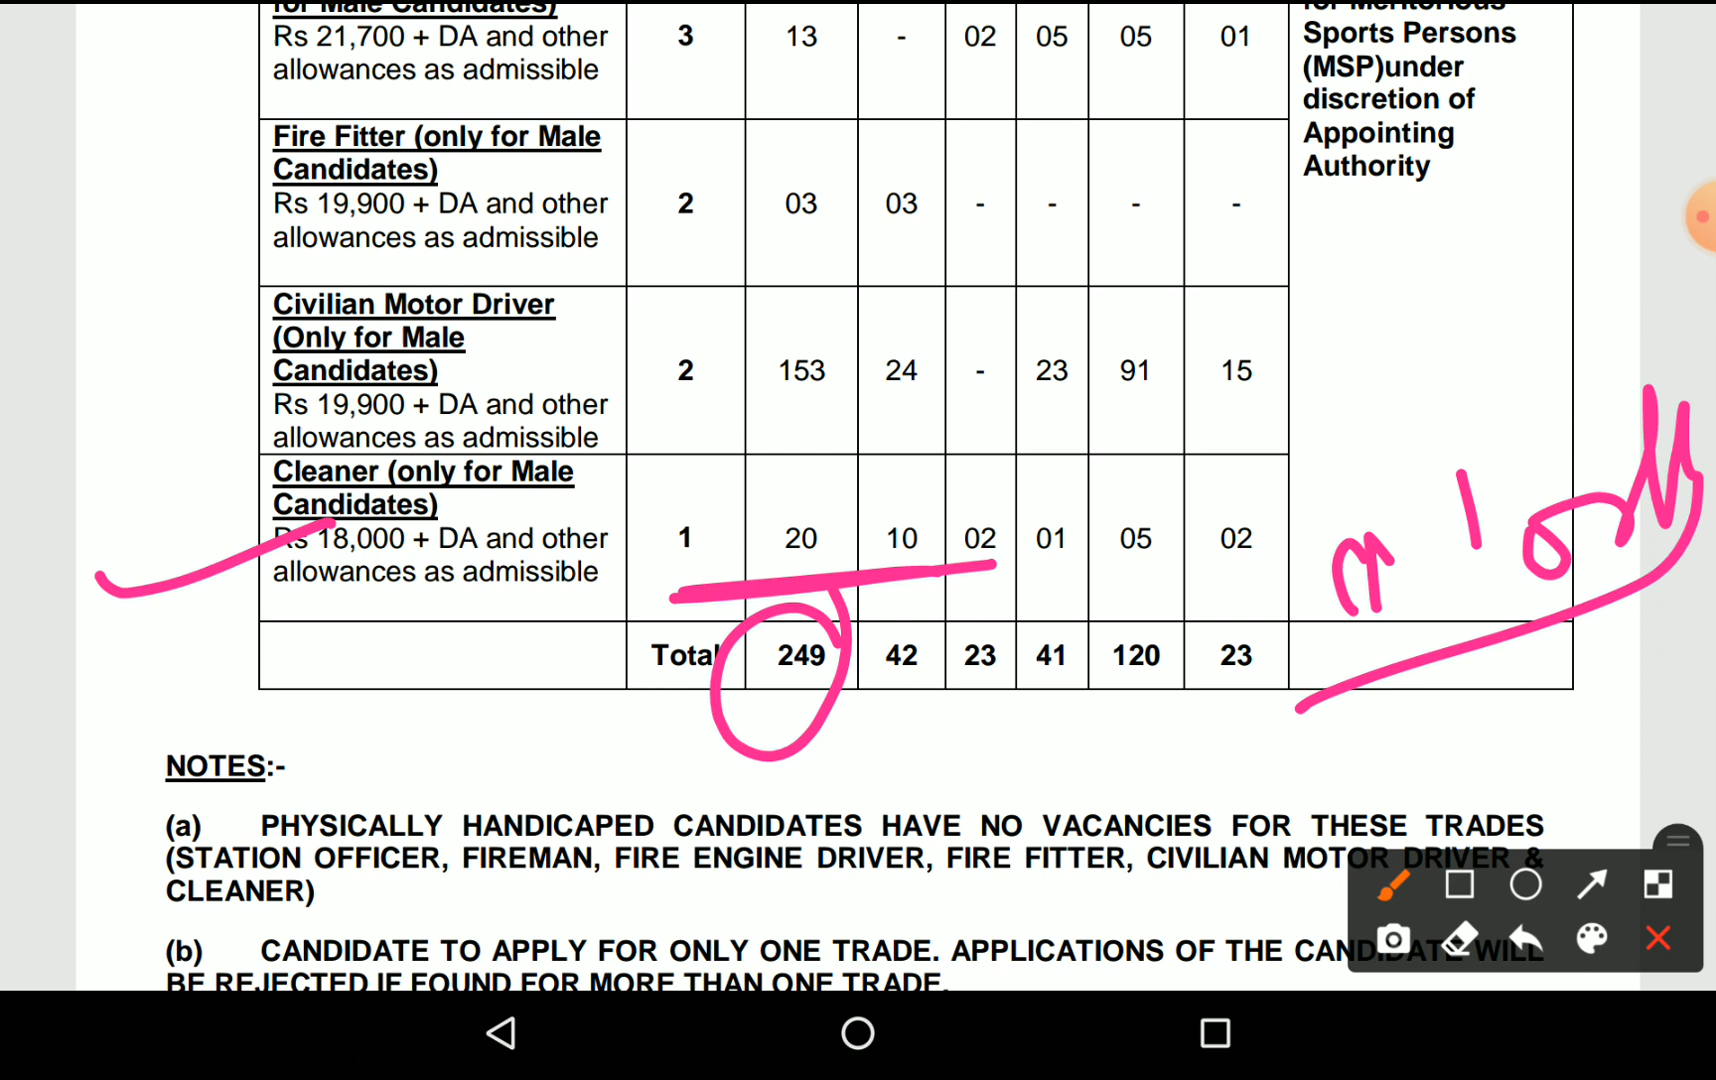 for Male Candidates)
Rs 21,700 + DA and other
allowances as admissible
3 13 - 02 05 05 01
for Meritorious
Sports Persons
(MSP)under
discretion of
Appointing
Authority
Fire Fitter (only for Male
Candidates)
Rs 19,900 + DA and other
allowances as admissible
2 03 03 - - - -
Civilian Motor Driver
(Only for Male
Candidates)
Rs 19,900 + DA and other
allowances as admissible
2 153 24 - 23 91 15
Cleaner (only for Male
Candidates)
Rs 18,000 + DA and other
allowances as admissible
1 20 10 02 01 05 02
Total 249 42 23 41 120 23
NOTES:-
(a) PHYSICALLY HANDICAPED CANDIDATES HAVE NO VACANCIES FOR THESE TRADES
(STATION OFFICER, FIREMAN, FIRE ENGINE DRIVER, FIRE FITTER, CIVILIAN MOTOR DRIVER &
CLEANER)
(b) CANDIDATE TO APPLY FOR ONLY ONE TRADE. APPLICATIONS OF THE CANDIDATE WILL
BE REJECTED IF FOUND FOR MORE THAN ONE TRADE.